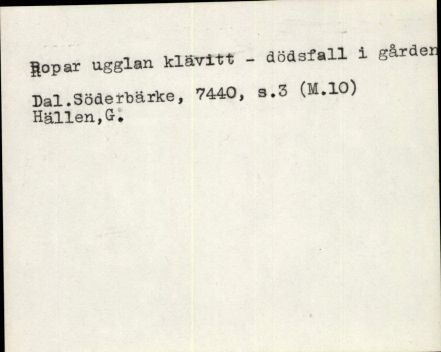 Ropar ugglan klävitt - dödsfall i gården
Dal.Söderbärke, 7440, s.3 (M.10)
Hällen,G.